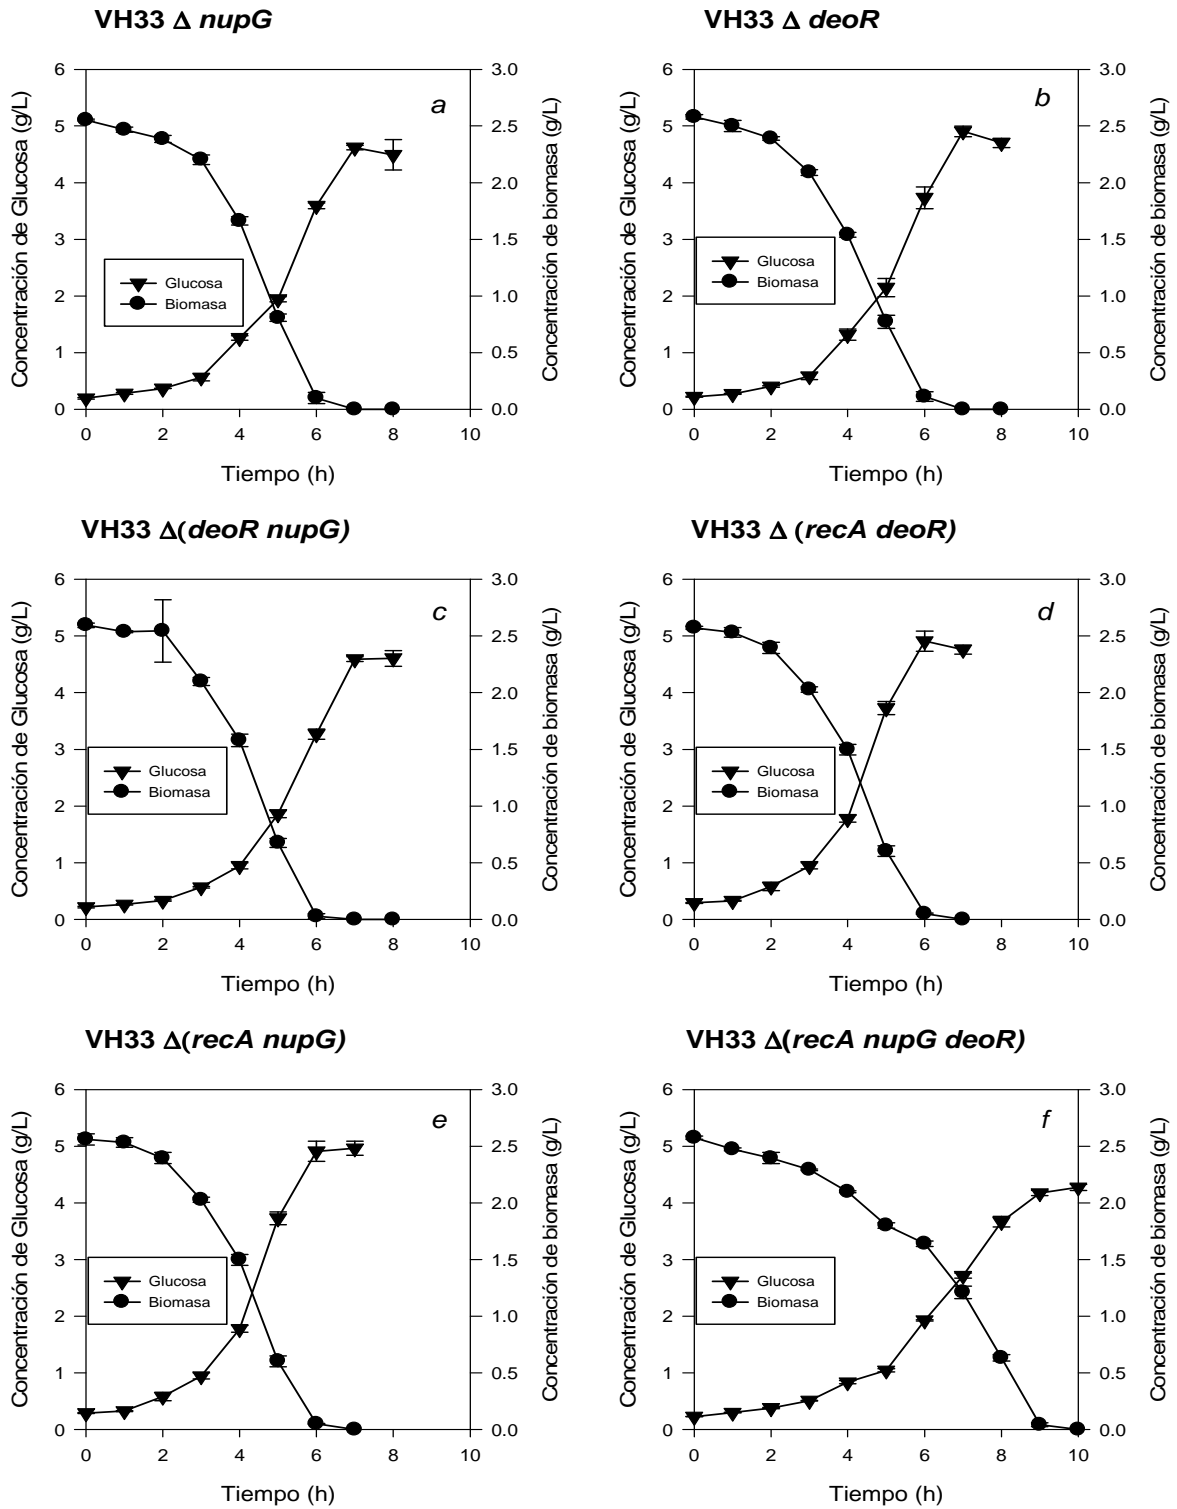 VH33 Δ nupG
VH33 Δ deoR
a
b
Concentración de Glucosa (g/L)
Concentración de biomasa (g/L)
Concentración de Glucosa (g/L)
Concentración de biomasa (g/L)
6
5
4
3
2
1
0
3.0
2.5
2.0
1.5
1.0
0.5
0.0
6
5
4
3
2
1
0
3.0
2.5
2.0
1.5
1.0
0.5
0.0
Glucosa
Biomasa
Glucosa
Biomasa
0 2 4 6 8 10
0 2 4 6 8 10
Tiempo (h)
Tiempo (h)
VH33 Δ(deoR nupG)
VH33 Δ (recA deoR)
c
d
Concentración de Glucosa (g/L)
Concentración de biomasa (g/L)
Concentración de Glucosa (g/L)
Concentración de biomasa (g/L)
6
5
4
3
2
1
0
3.0
2.5
2.0
1.5
1.0
0.5
0.0
6
5
4
3
2
1
0
3.0
2.5
2.0
1.5
1.0
0.5
0.0
Glucosa
Biomasa
Glucosa
Biomasa
0 2 4 6 8 10
0 2 4 6 8 10
Tiempo (h)
Tiempo (h)
VH33 Δ(recA nupG)
VH33 Δ(recA nupG deoR)
e
f
Concentración de Glucosa (g/L)
Concentración de biomasa (g/L)
Concentración de Glucosa (g/L)
Concentración de biomasa (g/L)
6
5
4
3
2
1
0
3.0
2.5
2.0
1.5
1.0
0.5
0.0
6
5
4
3
2
1
0
3.0
2.5
2.0
1.5
1.0
0.5
0.0
Glucosa
Biomasa
Glucosa
Biomasa
0 2 4 6 8 10
0 2 4 6 8 10
Tiempo (h)
Tiempo (h)